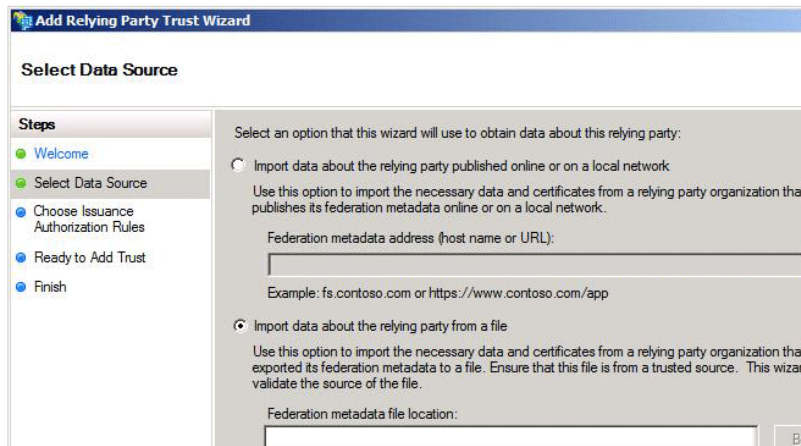 Add Relying Party Trust Wizard
Select Data Source
Steps
Welcome
Select Data Source
Choose Issuance
Authorization Rules
Ready to Add Trust
Finish
Select an option that this wizard will use to obtain data about this relying party:
Import data about the relying party published online or on a local network
Use this option to import the necessary data and certificates from a relying party organization
publishes its federation metadata online or on a local network.
Federation metadata address (host name or URL):
Example: fs.contoso.com or https://www.contoso.com/app
Import data about the relying party from a file
Use this option to import the necessary data and certificates from a relying party organization
exported its federation metadata to a file. Ensure that this file is from a trusted source. This
validate the source of the file.
Federation metadata file location: